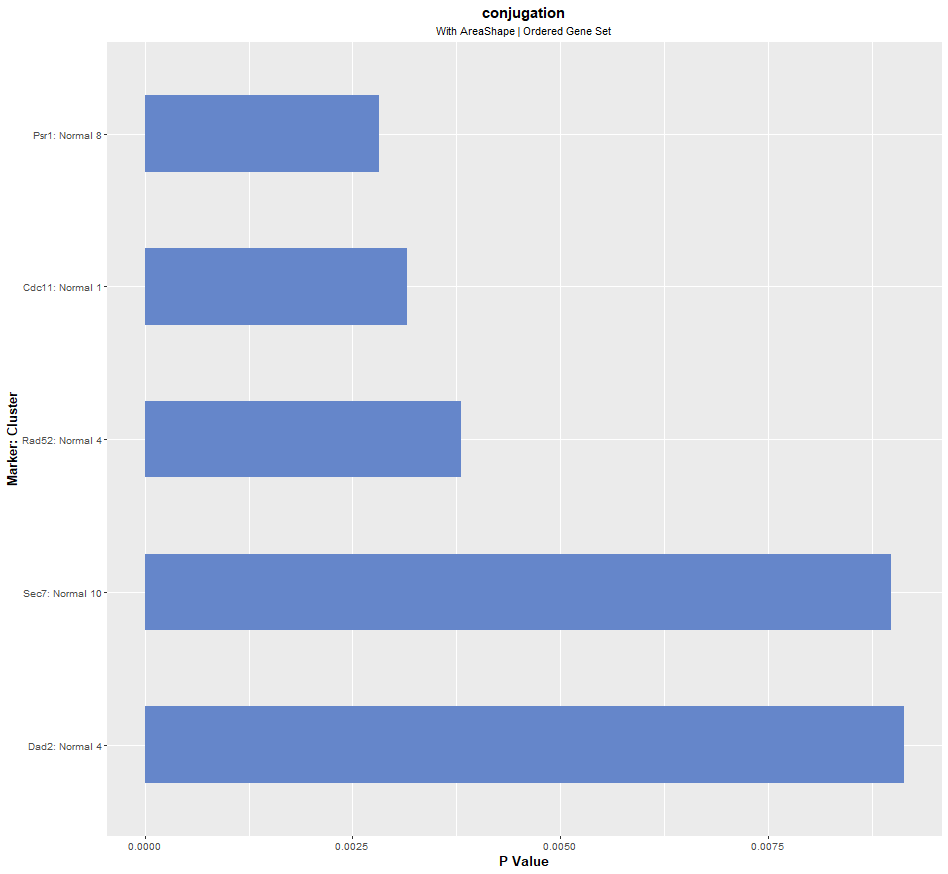 conjugation
With AreaShape | Ordered Gene Set
Marker: Cluster
Psr1: Normal 8
Cdc11: Normal 1
Rad52: Normal 4
Sec7: Normal 10
Dad2: Normal 4
0.0000 0.0025 0.0050 0.0075
P Value